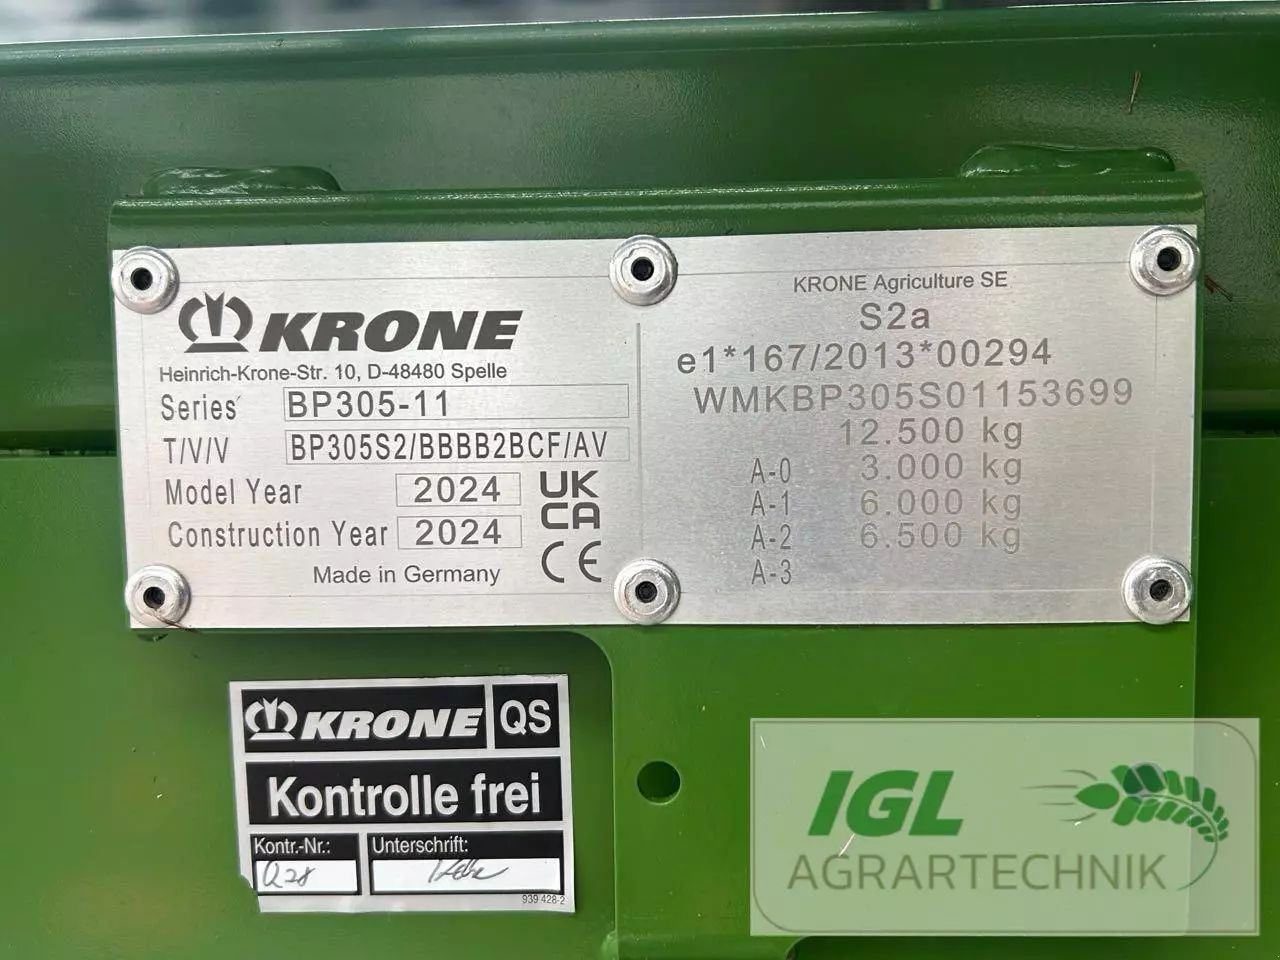 KRONE
Heinrich-Krone-Str. 10, D-48480 Spelle
Series BP305-11
T/V/V BP305S2/BBBB2BCF/AV
Model Year 2024
Construction Year 2024
UK
CA
CE
Made in Germany
KRONE Agriculture SE
S2a
e1*167/2013*00294
WMKBP305S01153699
12.500 kg
A-0 3.000 kg
A-1 6.000 kg
A-2 6.500 kg
A-3
KRONE QS
Kontrolle frei
Kontr.-Nr.: Unterschrift:
Q28
939 428-2
IGL
AGRARTECHNIK